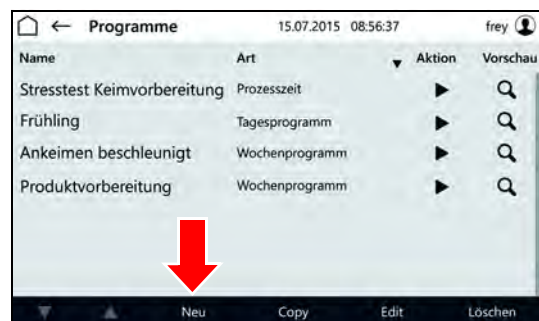 Programme 15.07.2015 08:56:37 frey
Name Art Aktion Vorschau
Stresstest Keimvorbereitung Prozesszeit
Frühling Tagesprogramm
Ankeimen beschleunigt Wochenprogramm
Produktvorbereitung Wochenprogramm
Neu Copy Edit Löschen